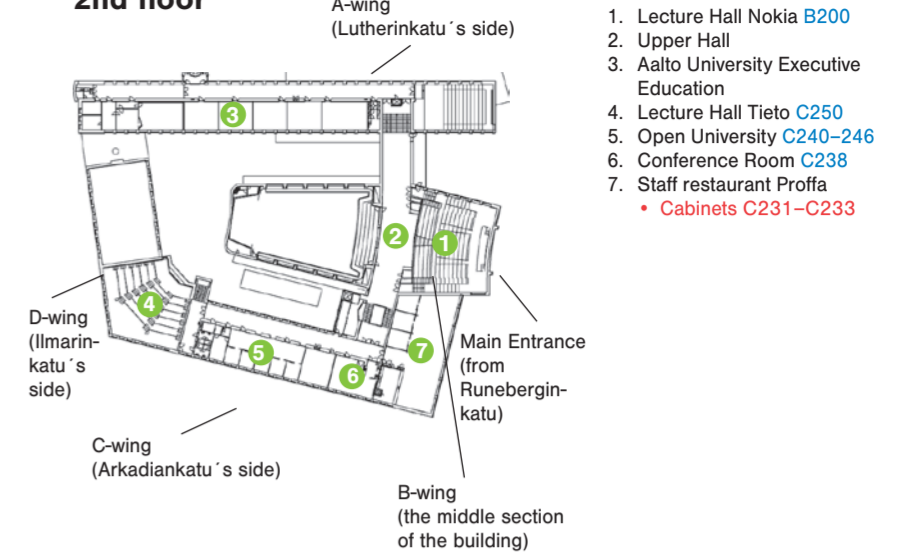 2nd floor
A-wing
(Lutherinkatu´s side)
1. Lecture Hall Nokia B200
2. Upper Hall
3. Aalto University Executive
Education
4. Lecture Hall Tieto C250
5. Open University C240–246
6. Conference Room C238
7. Staff restaurant Proffa
• Cabinets C231–C233
3
2
1
4
5
6
7
D-wing
(Ilmarin-
katu´s
side)
Main Entrance
(from
Runebergin-
katu)
C-wing
(Arkadiankatu´s side)
B-wing
(the middle section
of the building)